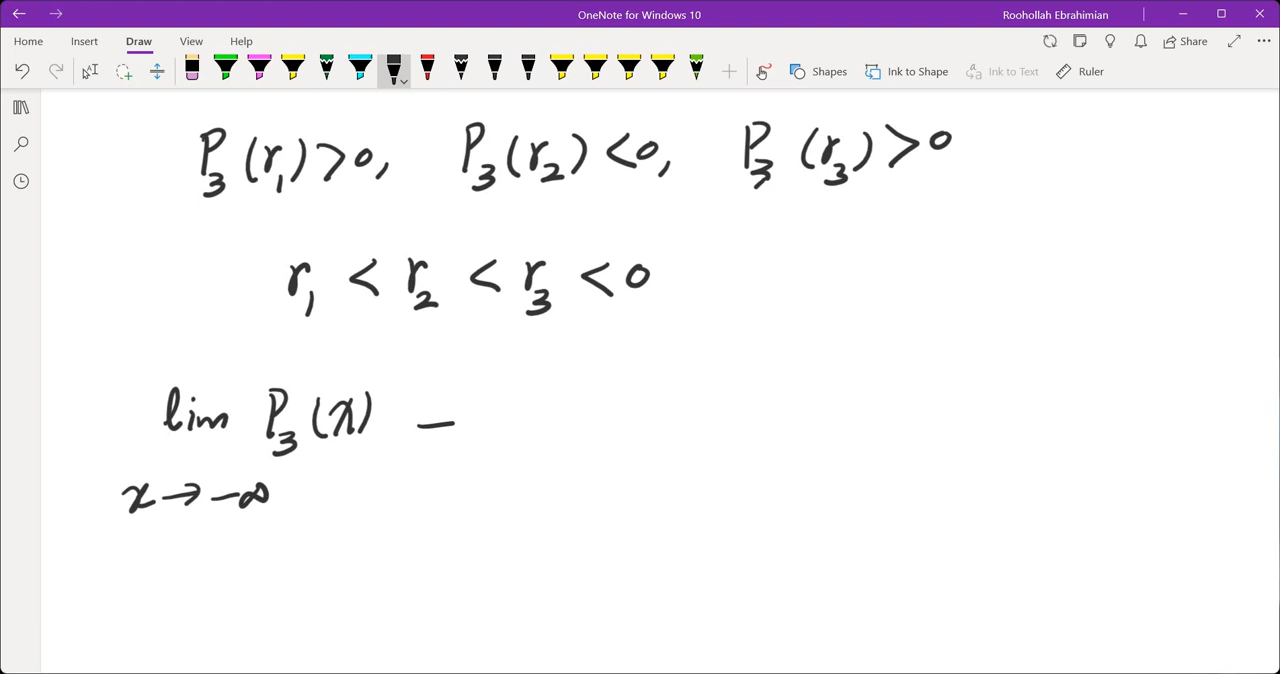 OneNote for Windows 10
Roohollah Ebrahimian
Home Insert Draw View Help
Share
Shapes Ink to Shape Ink to Text Ruler
P₃(r₁)>0, P₃(r₂)<0, P₃(r₃)>0
r₁ < r₂ < r₃ < 0
lim P₃(x) —
x → -∞